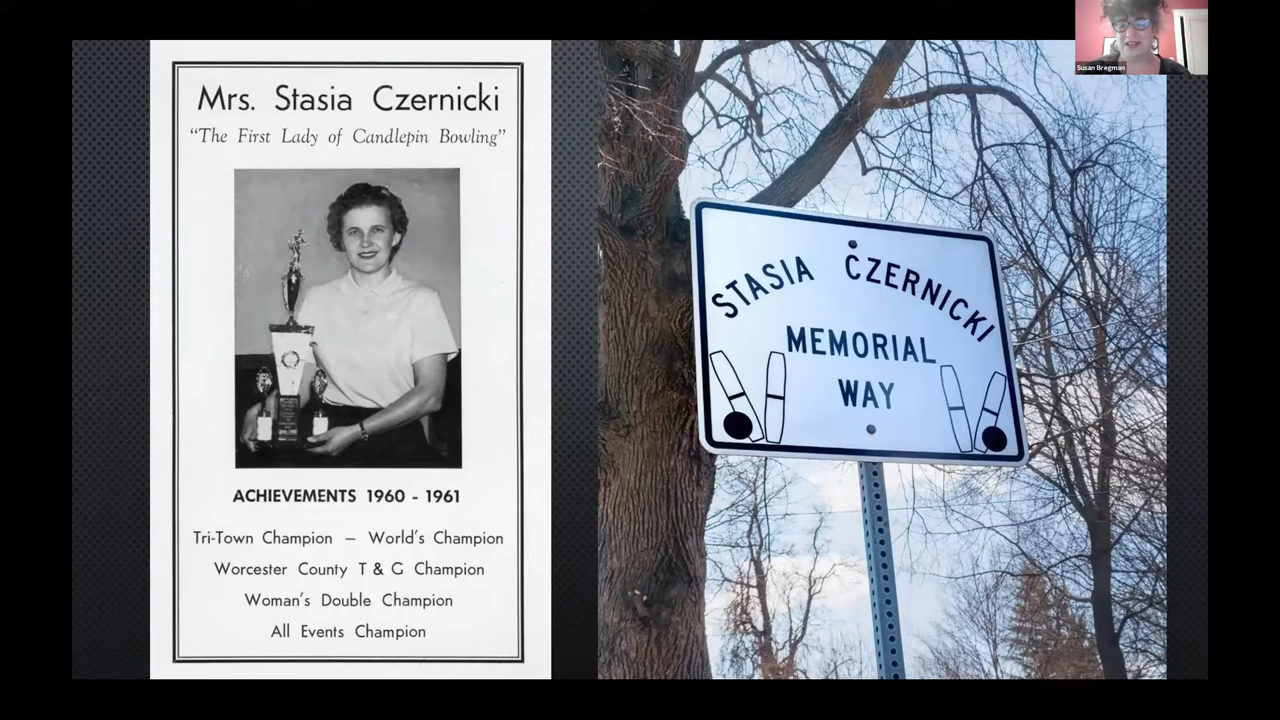 Mrs. Stasia Czernicki
"The First Lady of Candlepin Bowling"
ACHIEVEMENTS 1960 - 1961
Tri-Town Champion – World's Champion
Worcester County T & G Champion
Woman's Double Champion
All Events Champion
STASIA CZERNICKI
MEMORIAL
WAY
Susan Bregman